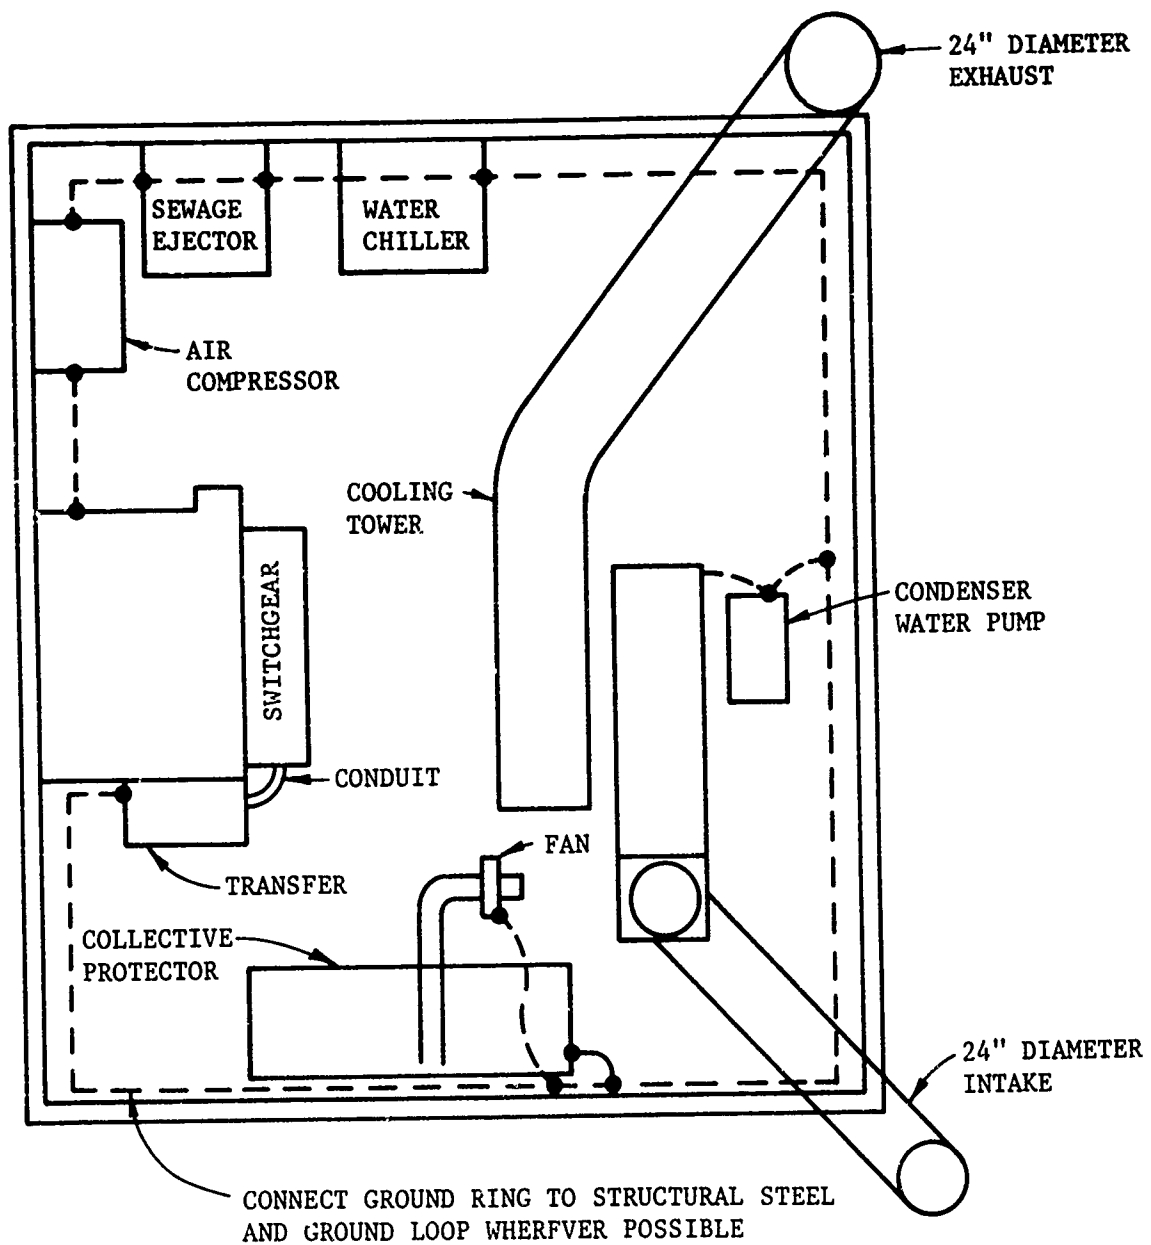 24" DIAMETER
EXHAUST
SEWAGE
EJECTOR
WATER
CHILLER
AIR
COMPRESSOR
COOLING
TOWER
SWITCHGEAR
CONDENSER
WATER PUMP
CONDUIT
FAN
TRANSFER
COLLECTIVE
PROTECTOR
24" DIAMETER
INTAKE
CONNECT GROUND RING TO STRUCTURAL STEEL
AND GROUND LOOP WHERFVER POSSIBLE